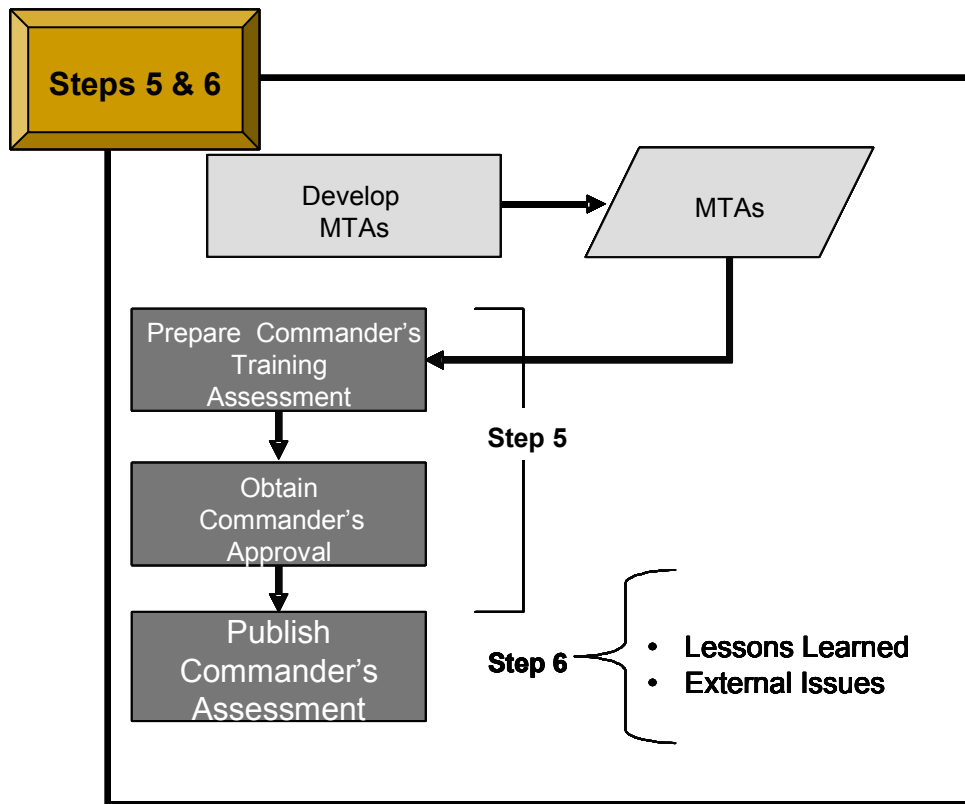 Steps 5 & 6
Develop
MTAs
MTAs
Prepare Commander's
Training
Assessment
Step 5
Obtain
Commander's
Approval
Publish
Commander's
Assessment
Step 6
• Lessons Learned
• External Issues